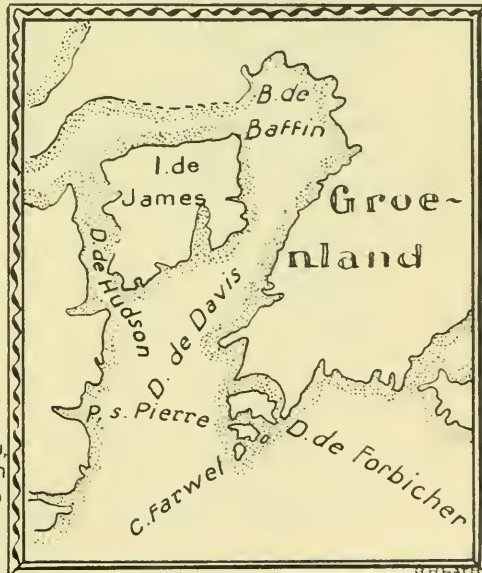 B. de
Baffin
I. de
James
Groe-
nland
D. de Hudson
D. de Davis
P. s. Pierre
C. Farwel
D. de Forbicher